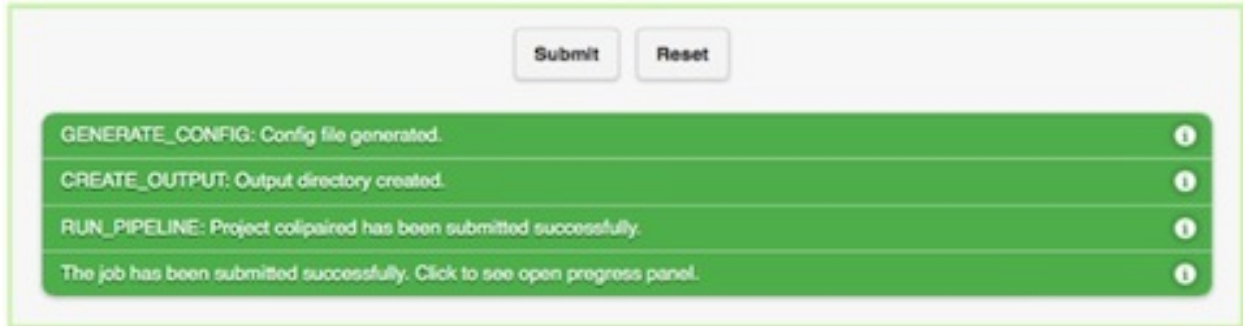 Submit Reset
GENERATE_CONFIG: Config file generated.
CREATE_OUTPUT: Output directory created.
RUN_PIPELINE: Project colipaired has been submitted successfully.
The job has been submitted successfully. Click to see open pregress panel.